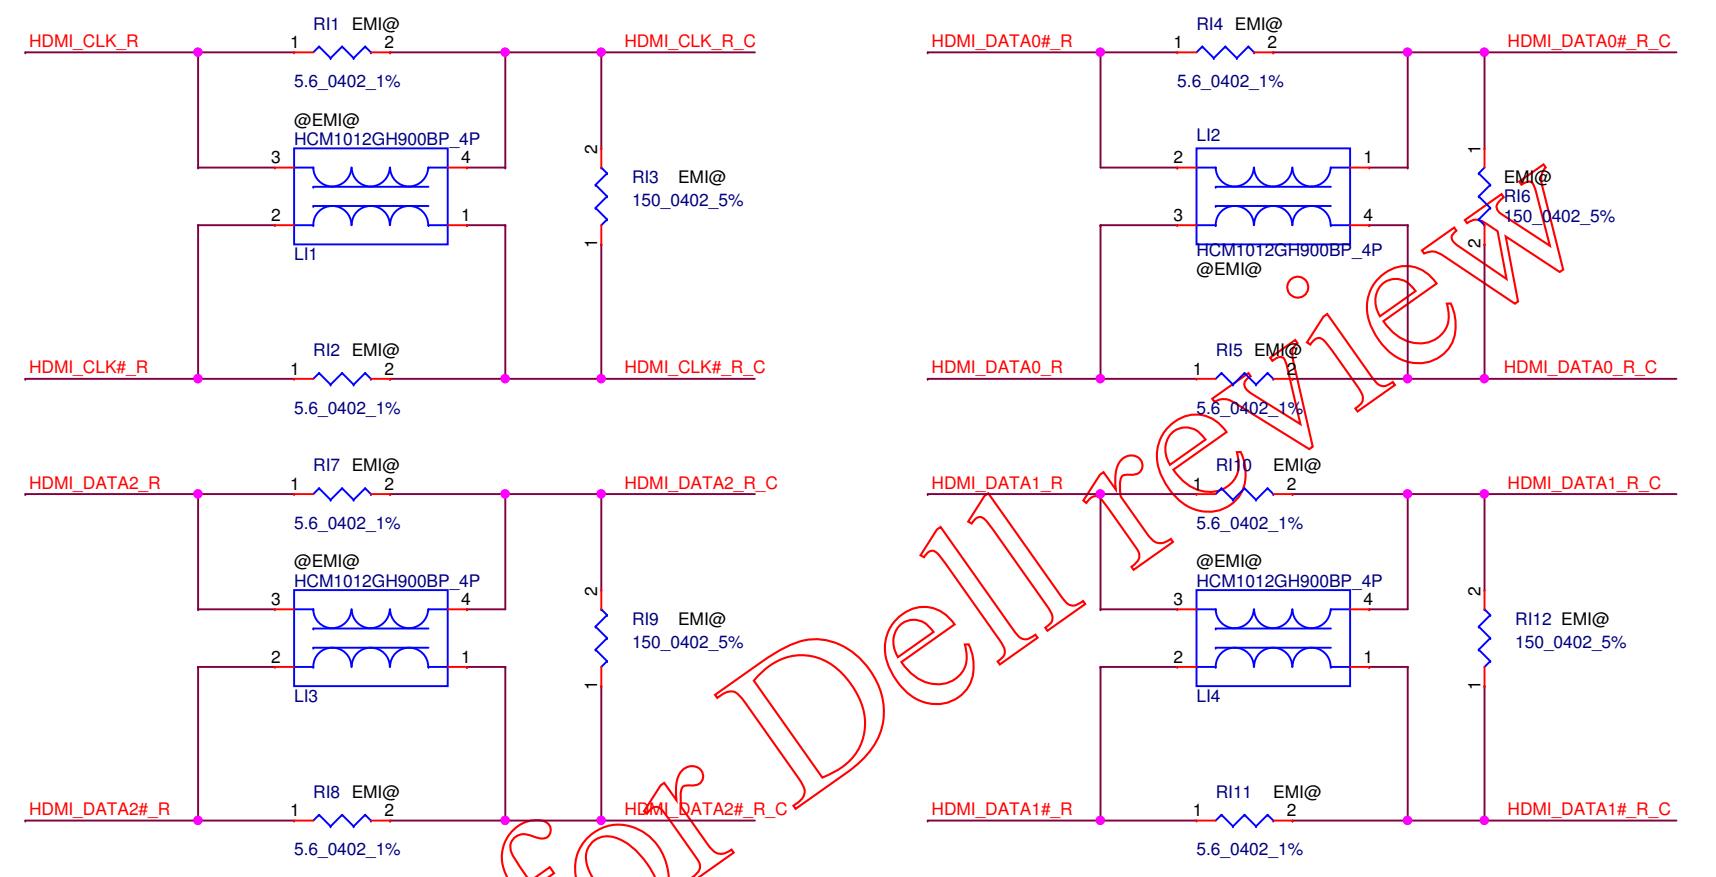 RI1 EMI@
HDMI_CLK_R
1
2
HDMI_CLK_R_C
5.6_0402_1%
@EMI@
HCM1012GH900BP_4P
3
4
2
1
LI1
2
RI3 EMI@
150_0402_5%
1
RI2 EMI@
HDMI_CLK#_R
1
2
HDMI_CLK#_R_C
5.6_0402_1%
RI4 EMI@
HDMI_DATA0#_R
1
2
HDMI_DATA0#_R_C
5.6_0402_1%
LI2
2
1
3
4
HCM1012GH900BP_4P
@EMI@
1
EMI@
RI6
150_0402_5%
2
RI5 EMI@
HDMI_DATA0_R
1
2
HDMI_DATA0_R_C
5.6_0402_1%
RI7 EMI@
HDMI_DATA2_R
1
2
HDMI_DATA2_R_C
5.6_0402_1%
@EMI@
HCM1012GH900BP_4P
3
4
2
1
LI3
2
RI9 EMI@
150_0402_5%
1
RI8 EMI@
HDMI_DATA2#_R
1
2
HDMI_DATA2#_R_C
5.6_0402_1%
RI10 EMI@
HDMI_DATA1_R
1
2
HDMI_DATA1_R_C
5.6_0402_1%
@EMI@
HCM1012GH900BP_4P
3
4
2
1
LI4
2
RI12 EMI@
150_0402_5%
1
RI11 EMI@
HDMI_DATA1#_R
1
2
HDMI_DATA1#_R_C
5.6_0402_1%
for Dell review